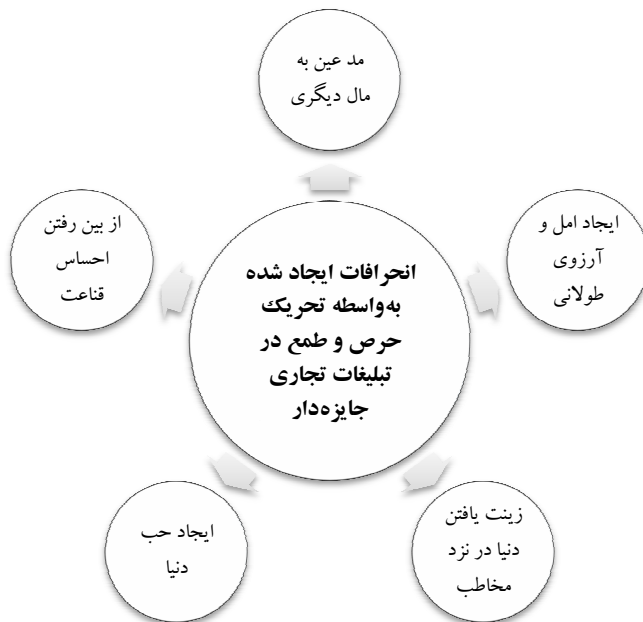 مد عین به
مال دیگری
ایجاد امل و
آرزوی
طولانی
از بین رفتن
احساس
قناعت
انحرافات ایجاد شده
به‌واسطه تحریک
حرص و طمع در
تبلیغات تجاری
جایزه‌دار
زینت یافتن
دنیا در نزد
مخاطب
ایجاد حب
دنیا